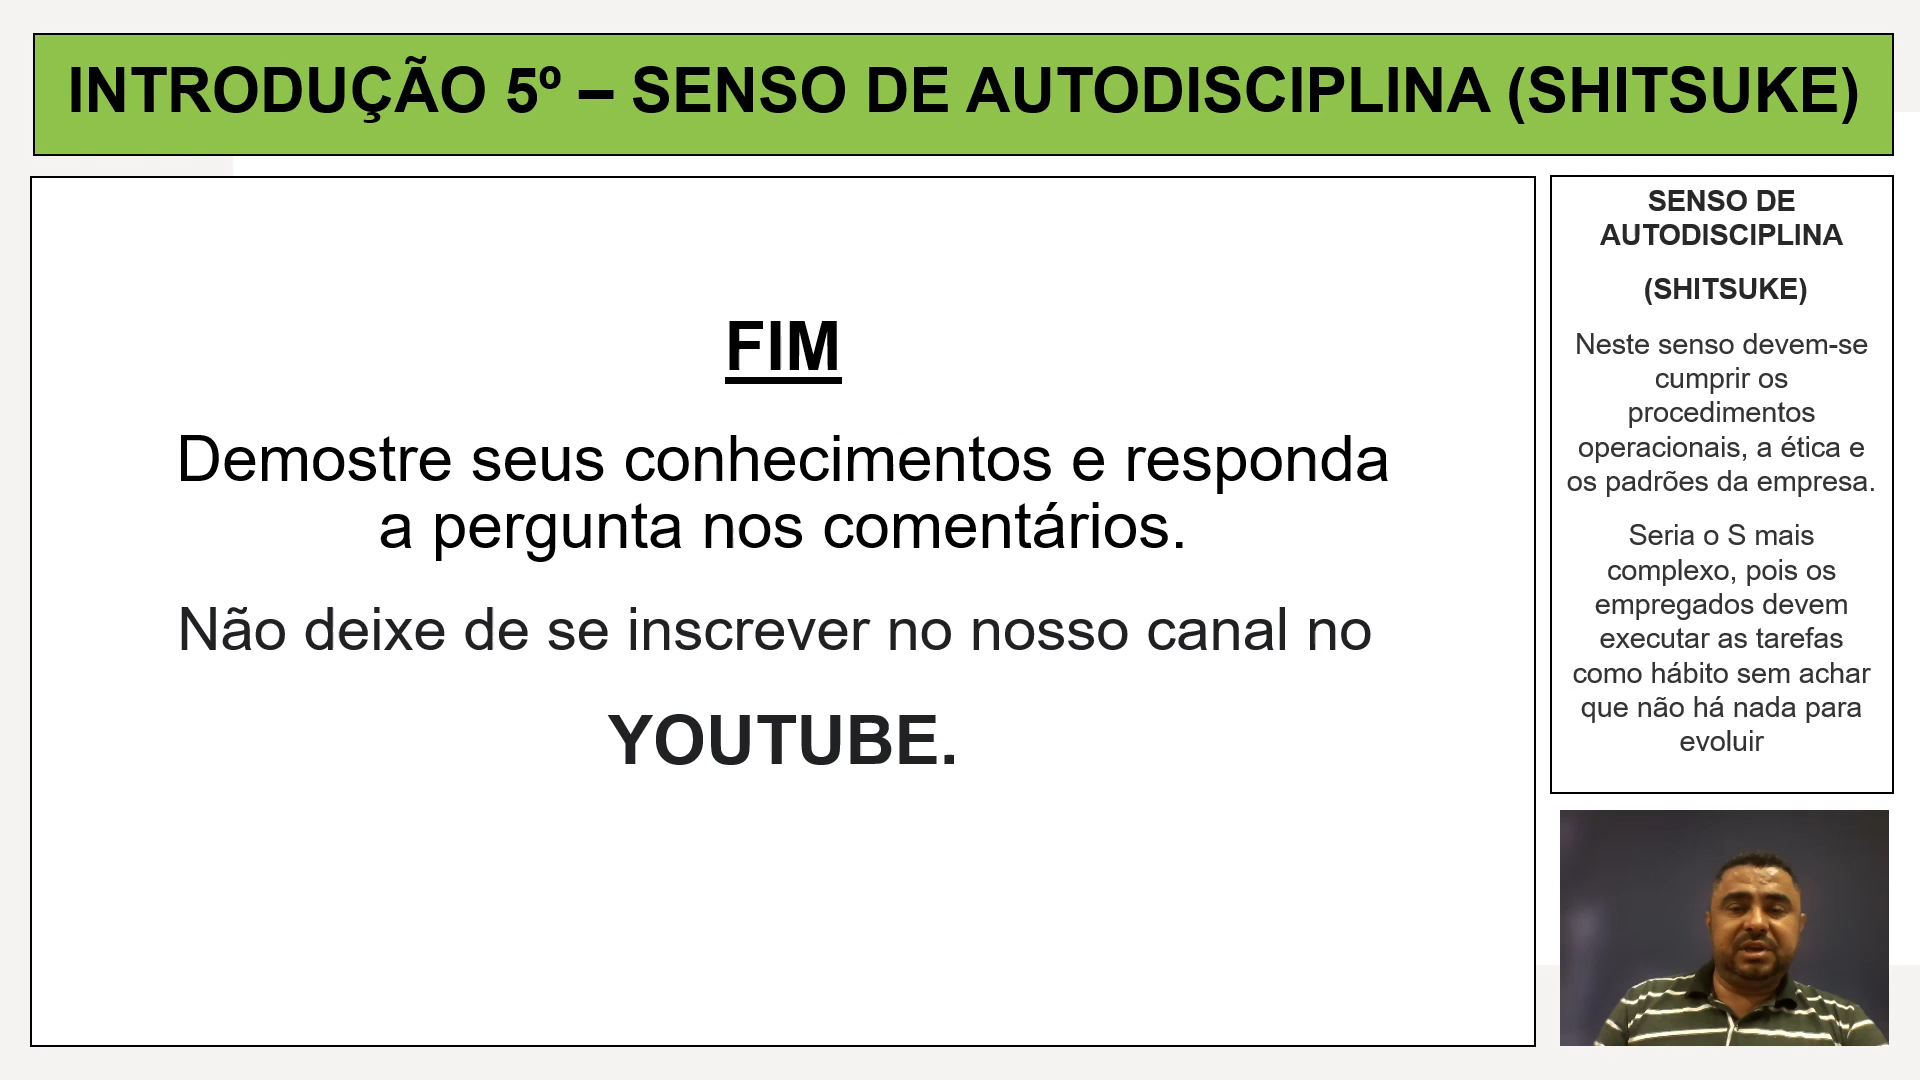 INTRODUÇÃO 5º – SENSO DE AUTODISCIPLINA (SHITSUKE)
FIM
Demostre seus conhecimentos e responda
a pergunta nos comentários.
Não deixe de se inscrever no nosso canal no
YOUTUBE.
SENSO DE
AUTODISCIPLINA
(SHITSUKE)
Neste senso devem-se
cumprir os
procedimentos
operacionais, a ética e
os padrões da empresa.
Seria o S mais
complexo, pois os
empregados devem
executar as tarefas
como hábito sem achar
que não há nada para
evoluir